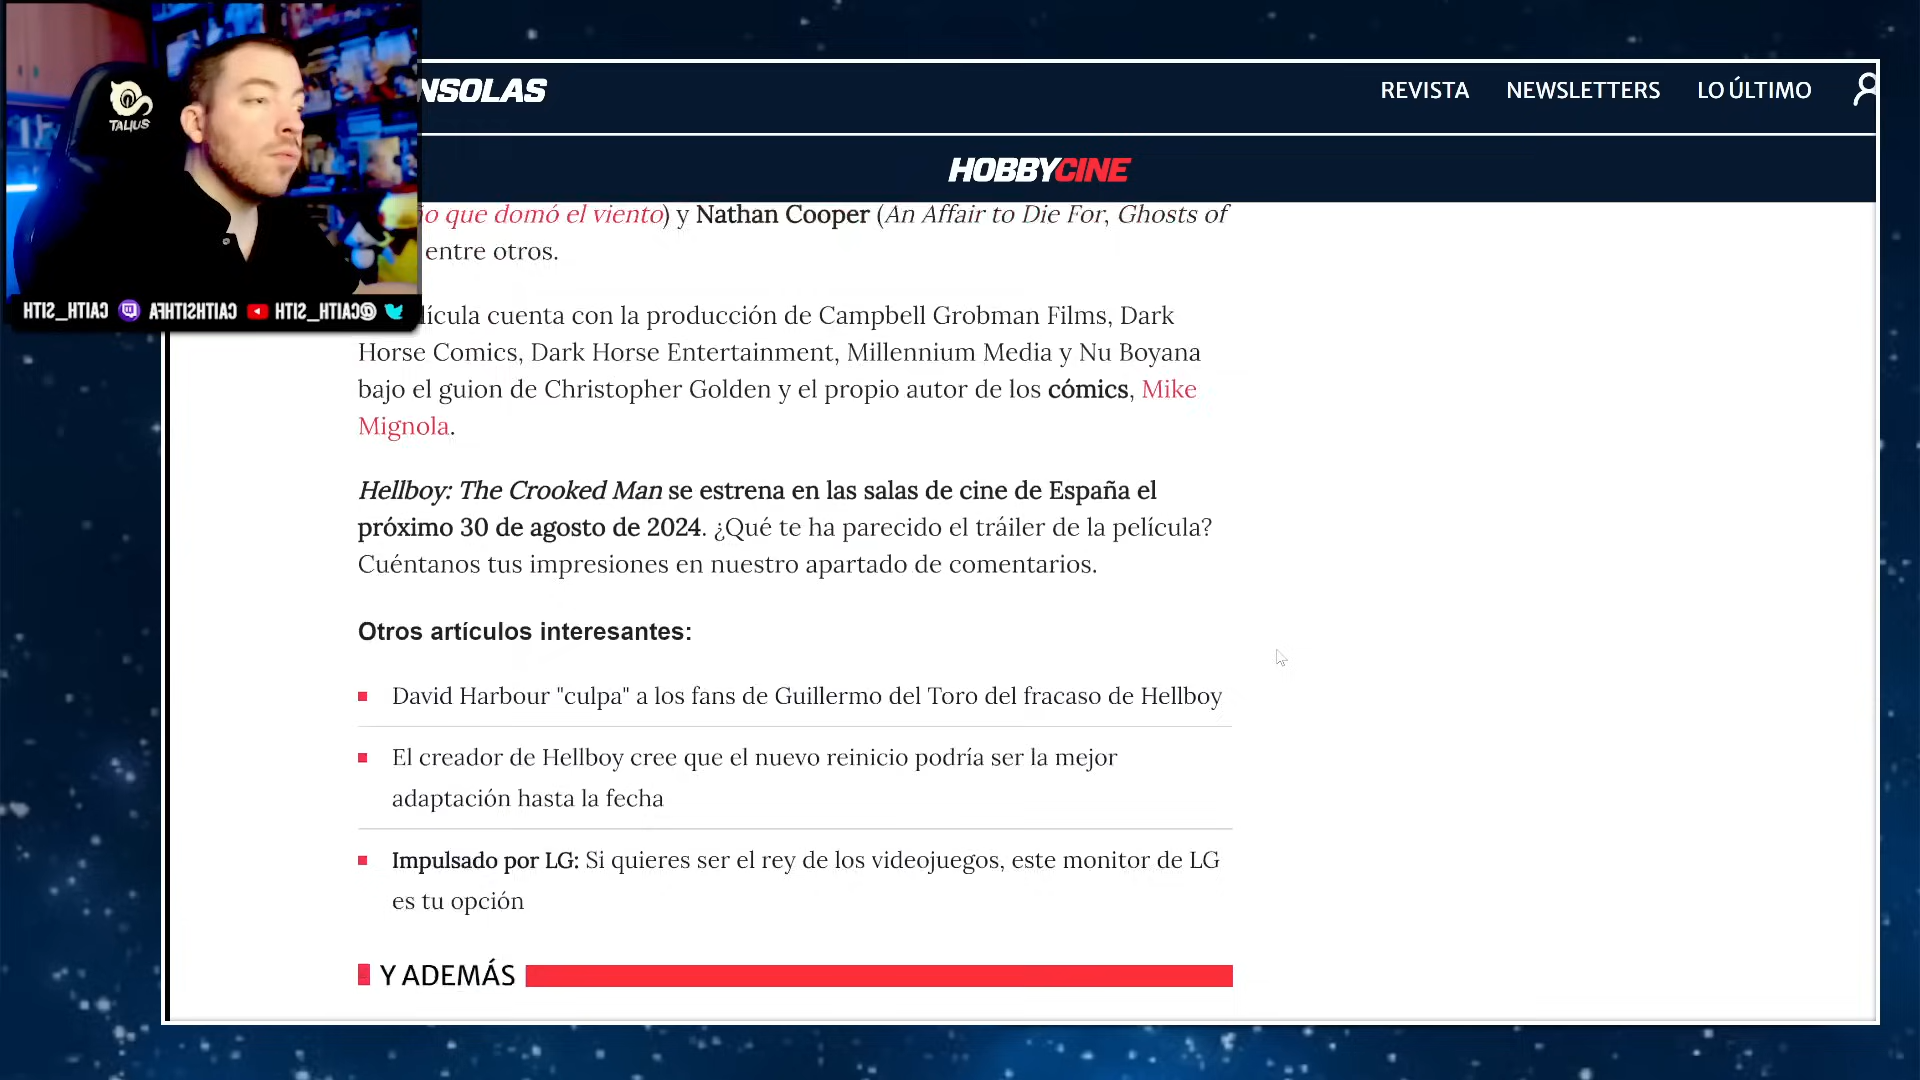 TALIUS
CAITH_SITH CAITHSITHFA @CAITH_SITH
NSOLAS
REVISTA NEWSLETTERS LO ÚLTIMO
HOBBYCINE
o que domó el viento) y Nathan Cooper (An Affair to Die For, Ghosts of
entre otros.
lícula cuenta con la producción de Campbell Grobman Films, Dark
Horse Comics, Dark Horse Entertainment, Millennium Media y Nu Boyana
bajo el guion de Christopher Golden y el propio autor de los cómics, Mike
Mignola.
Hellboy: The Crooked Man se estrena en las salas de cine de España el
próximo 30 de agosto de 2024. ¿Qué te ha parecido el tráiler de la película?
Cuéntanos tus impresiones en nuestro apartado de comentarios.
Otros artículos interesantes:
David Harbour "culpa" a los fans de Guillermo del Toro del fracaso de Hellboy
El creador de Hellboy cree que el nuevo reinicio podría ser la mejor
adaptación hasta la fecha
Impulsado por LG: Si quieres ser el rey de los videojuegos, este monitor de LG
es tu opción
Y ADEMÁS